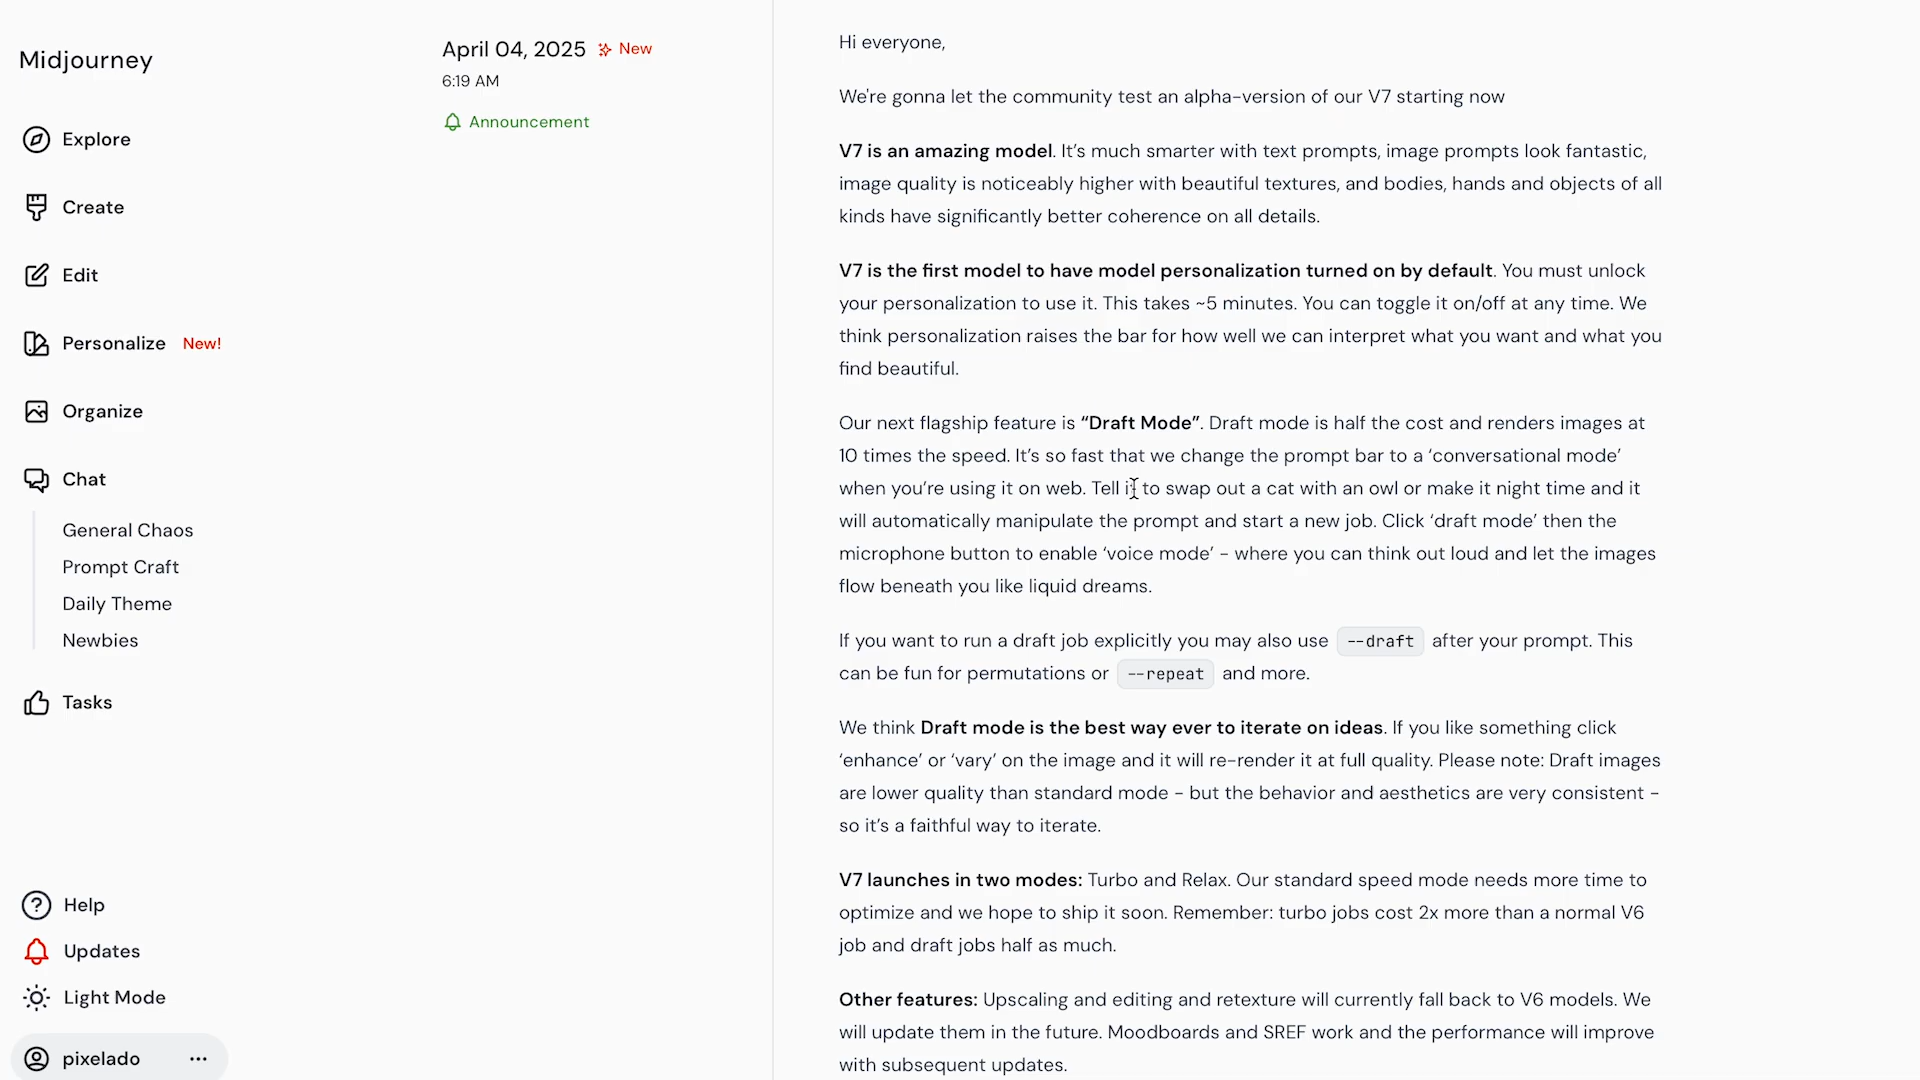 Midjourney
Explore
Create
Edit
Personalize New!
Organize
Chat
General Chaos
Prompt Craft
Daily Theme
Newbies
Tasks
Help
Updates
Light Mode
pixelado ...
April 04, 2025 New
6:19 AM
Announcement
Hi everyone,
We're gonna let the community test an alpha-version of our V7 starting now
V7 is an amazing model. It’s much smarter with text prompts, image prompts look fantastic,
image quality is noticeably higher with beautiful textures, and bodies, hands and objects of all
kinds have significantly better coherence on all details.
V7 is the first model to have model personalization turned on by default. You must unlock
your personalization to use it. This takes ~5 minutes. You can toggle it on/off at any time. We
think personalization raises the bar for how well we can interpret what you want and what you
find beautiful.
Our next flagship feature is “Draft Mode”. Draft mode is half the cost and renders images at
10 times the speed. It’s so fast that we change the prompt bar to a ‘conversational mode’
when you’re using it on web. Tell it to swap out a cat with an owl or make it night time and it
will automatically manipulate the prompt and start a new job. Click ‘draft mode’ then the
microphone button to enable ‘voice mode’ - where you can think out loud and let the images
flow beneath you like liquid dreams.
If you want to run a draft job explicitly you may also use --draft after your prompt. This
can be fun for permutations or --repeat and more.
We think Draft mode is the best way ever to iterate on ideas. If you like something click
‘enhance’ or ‘vary’ on the image and it will re-render it at full quality. Please note: Draft images
are lower quality than standard mode - but the behavior and aesthetics are very consistent -
so it’s a faithful way to iterate.
V7 launches in two modes: Turbo and Relax. Our standard speed mode needs more time to
optimize and we hope to ship it soon. Remember: turbo jobs cost 2x more than a normal V6
job and draft jobs half as much.
Other features: Upscaling and editing and retexture will currently fall back to V6 models. We
will update them in the future. Moodboards and SREF work and the performance will improve
with subsequent updates.